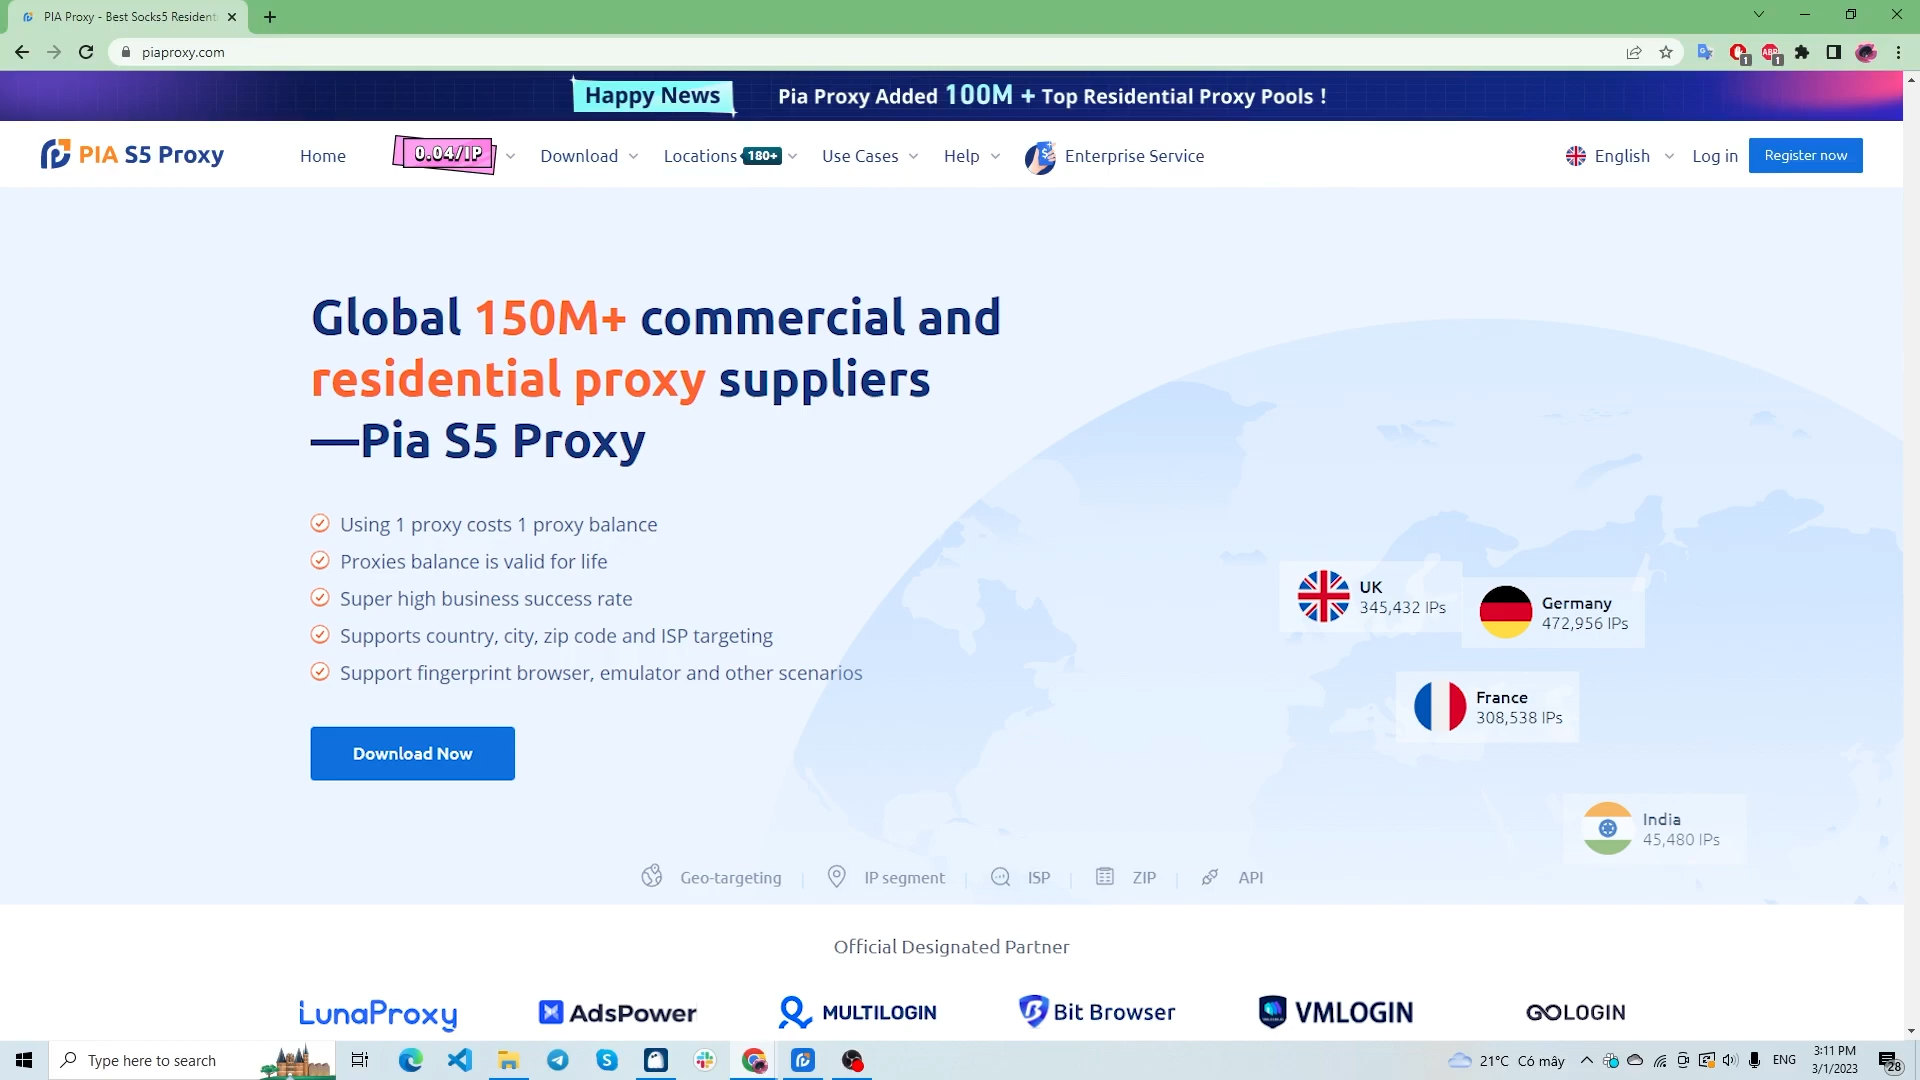 PIA Proxy - Best Socks5 Resident
piaproxy.com
1
ABP
1
Happy News
Pia Proxy Added 100M + Top Residential Proxy Pools !
PIA S5 Proxy
Home
0.04/IP
Download
Locations 180+
Use Cases
Help
Enterprise Service
English
Log in
Register now
Global 150M+ commercial and
residential proxy suppliers
—Pia S5 Proxy
Using 1 proxy costs 1 proxy balance
Proxies balance is valid for life
Super high business success rate
Supports country, city, zip code and ISP targeting
Support fingerprint browser, emulator and other scenarios
Download Now
UK
345,432 IPs
Germany
472,956 IPs
France
308,538 IPs
India
45,480 IPs
Geo-targeting
IP segment
ISP
ZIP
API
Official Designated Partner
LunaProxy
AdsPower
MULTILOGIN
Bit Browser
VMLOGIN
GOLOGIN
Type here to search
21°C Có mây
ENG
3:11 PM
3/1/2023
28